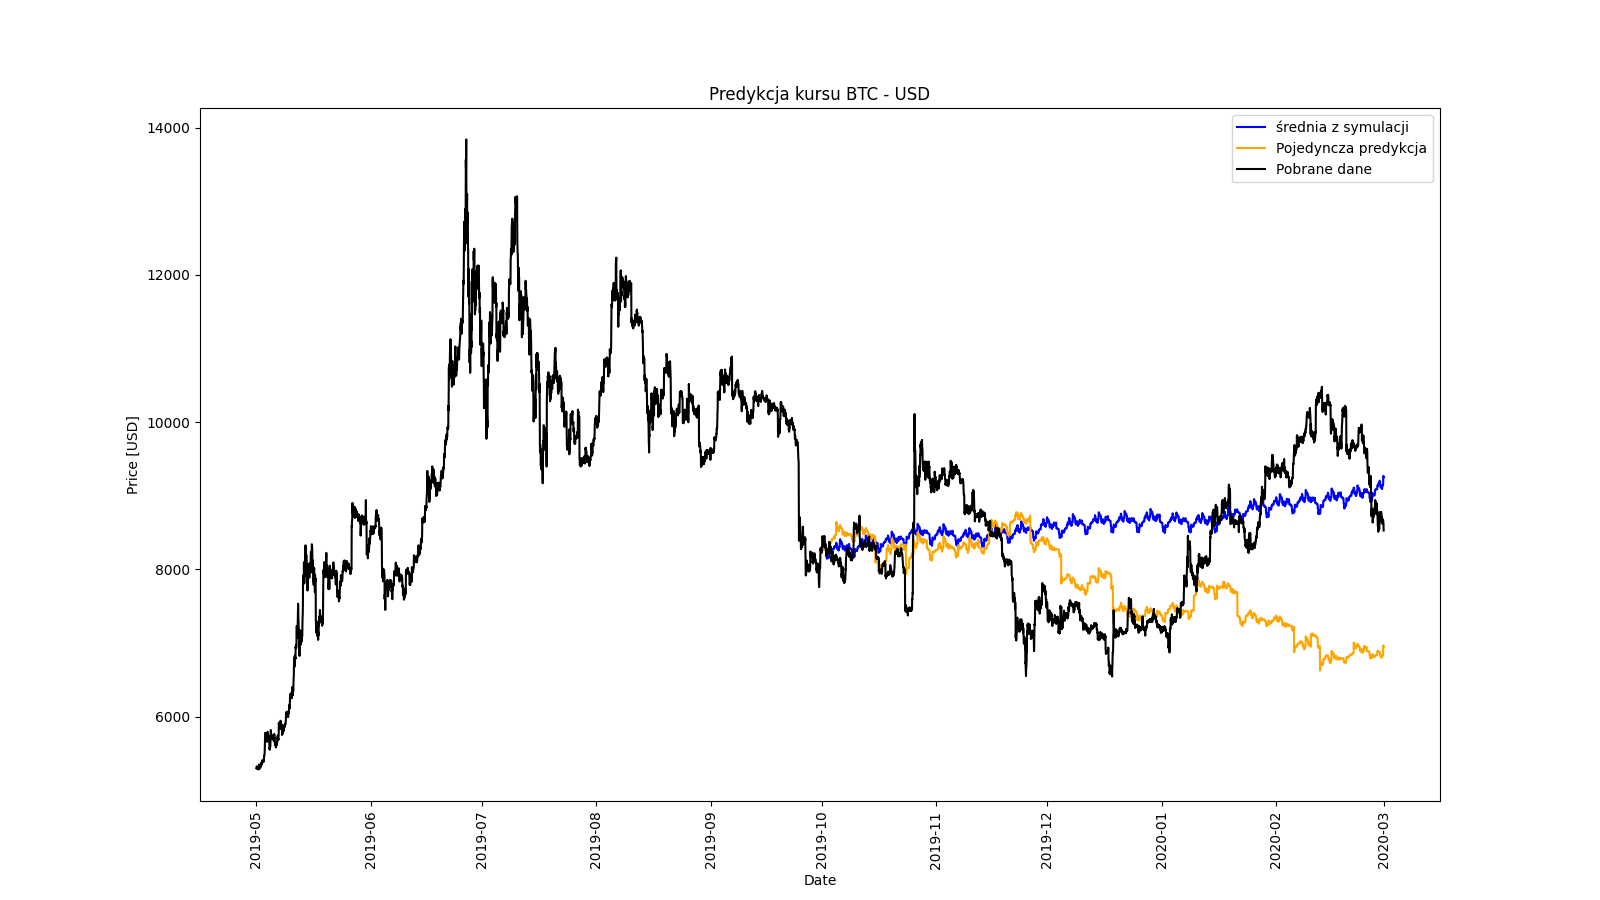 Predykcja kursu BTC - USD
średnia z symulacji
Pojedyncza predykcja
Pobrane dane
Price [USD]
14000
12000
10000
8000
6000
2019-05
2019-06
2019-07
2019-08
2019-09
2019-10
2019-11
2019-12
2020-01
2020-02
2020-03
Date